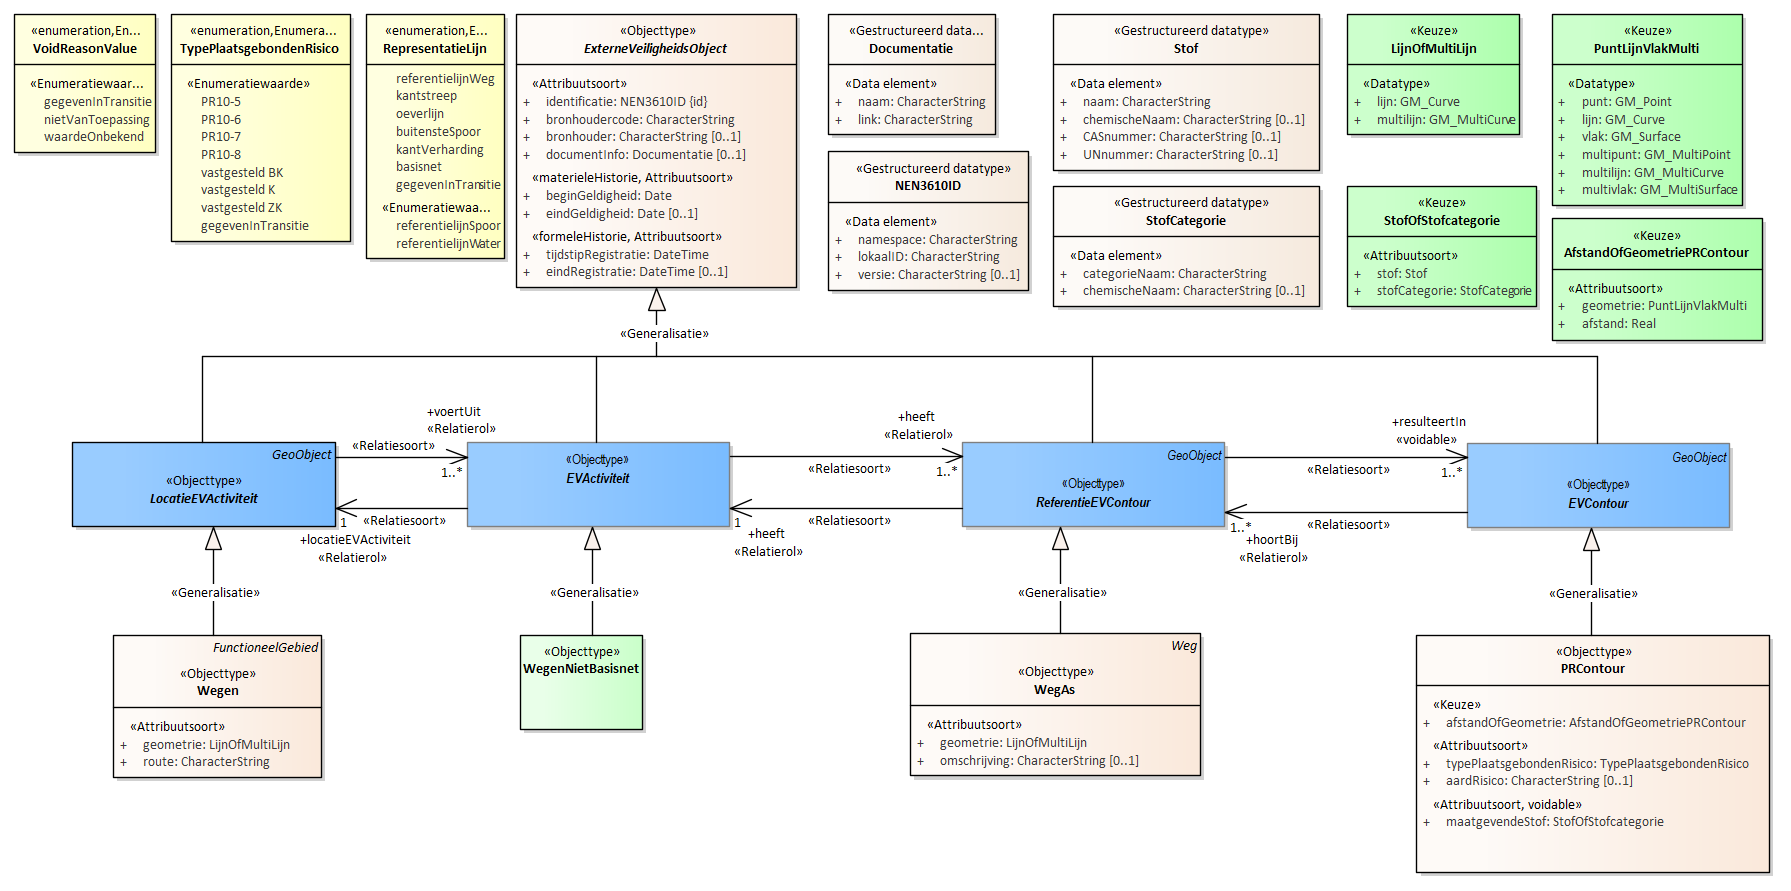 «enumeration,En...
VoidReasonValue
«Enumeratiewaar...
gegevenInTransitie
nietVanToepassing
waardeOnbekend
«enumeration,Enumera...
TypePlaatsgebondenRisico
«Enumeratiewaarde»
PR10-5
PR10-6
PR10-7
PR10-8
vastgesteld BK
vastgesteld K
vastgesteld ZK
gegevenInTransitie
«enumeration,E...
RepresentatieLijn
referentielijnWeg
kantstreep
oeverlijn
buitensteSpoor
kantVerharding
basisnet
gegevenInTransitie
«Enumeratiewaa...
referentielijnSpoor
referentielijnWater
«Objecttype»
ExterneVeiligheidsObject
«Attribuutsoort»
+ identificatie: NEN3610ID {id}
+ bronhoudercode: CharacterString
+ bronhouder: CharacterString [0..1]
+ documentInfo: Documentatie [0..1]
«materieleHistorie, Attribuutsoort»
+ beginGeldigheid: Date
+ eindGeldigheid: Date [0..1]
«formeleHistorie, Attribuutsoort»
+ tijdstipRegistratie: DateTime
+ eindRegistratie: DateTime [0..1]
«Gestructureerd data...
Documentatie
«Data element»
+ naam: CharacterString
+ link: CharacterString
«Gestructureerd datatype»
NEN3610ID
«Data element»
+ namespace: CharacterString
+ lokaalID: CharacterString
+ versie: CharacterString [0..1]
«Gestructureerd datatype»
Stof
«Data element»
+ naam: CharacterString
+ chemischeNaam: CharacterString [0..1]
+ CASnummer: CharacterString [0..1]
+ UNnummer: CharacterString [0..1]
«Gestructureerd datatype»
StofCategorie
«Data element»
+ categorieNaam: CharacterString
+ chemischeNaam: CharacterString [0..1]
«Keuze»
LijnOfMultiLijn
«Datatype»
+ lijn: GM_Curve
+ multilijn: GM_MultiCurve
«Keuze»
StofOfStofcategorie
«Attribuutsoort»
+ stof: Stof
+ stofCategorie: StofCategorie
«Keuze»
PuntLijnVlakMulti
«Datatype»
+ punt: GM_Point
+ lijn: GM_Curve
+ vlak: GM_Surface
+ multipunt: GM_MultiPoint
+ multilijn: GM_MultiCurve
+ multivlak: GM_MultiSurface
«Keuze»
AfstandOfGeometriePRContour
«Attribuutsoort»
+ geometrie: PuntLijnVlakMulti
+ afstand: Real
«Generalisatie»
GeoObject
«Objecttype»
LocatieEVActiviteit
+voertUit
«Relatierol»
«Relatiesoort»
1..*
«Relatiesoort»
1
+locatieEVActiviteit
«Relatierol»
«Objecttype»
EVActiviteit
+heeft
«Relatierol»
«Relatiesoort»
1..*
«Relatiesoort»
1
+heeft
«Relatierol»
GeoObject
«Objecttype»
ReferentieEVContour
+resulteertIn
«voidable»
«Relatiesoort»
1..*
«Relatiesoort»
1..*
+hoortBij
«Relatierol»
GeoObject
«Objecttype»
EVContour
«Generalisatie»
«Generalisatie»
«Generalisatie»
«Generalisatie»
FunctioneelGebied
«Objecttype»
Wegen
«Attribuutsoort»
+ geometrie: LijnOfMultiLijn
+ route: CharacterString
«Objecttype»
WegenNietBasisnet
Weg
«Objecttype»
WegAs
«Attribuutsoort»
+ geometrie: LijnOfMultiLijn
+ omschrijving: CharacterString [0..1]
«Objecttype»
PRContour
«Keuze»
+ afstandOfGeometrie: AfstandOfGeometriePRContour
«Attribuutsoort»
+ typePlaatsgebondenRisico: TypePlaatsgebondenRisico
+ aardRisico: CharacterString [0..1]
«Attribuutsoort, voidable»
+ maatgevendeStof: StofOfStofcategorie